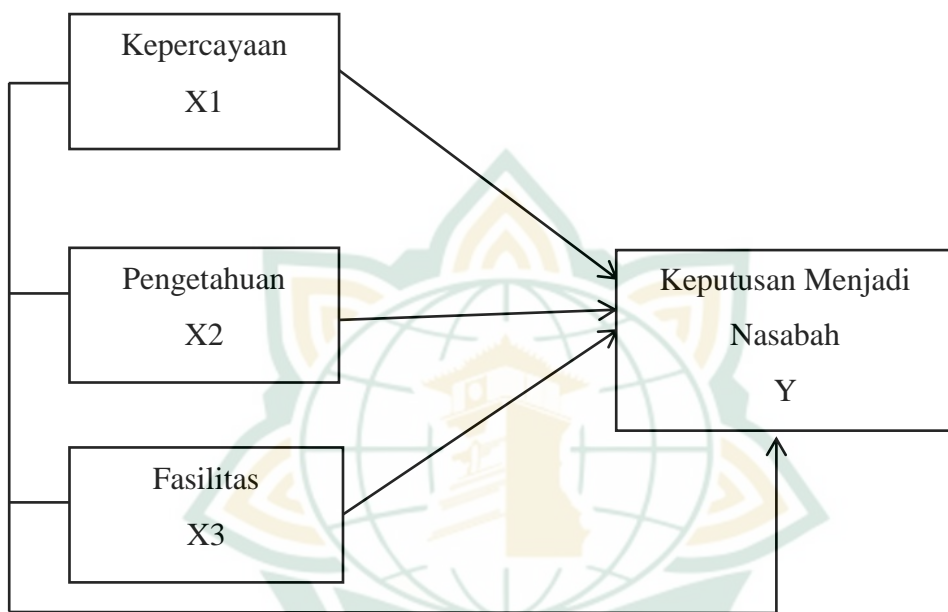 Kepercayaan
X1
Pengetahuan
X2
Keputusan Menjadi
Nasabah
Y
Fasilitas
X3